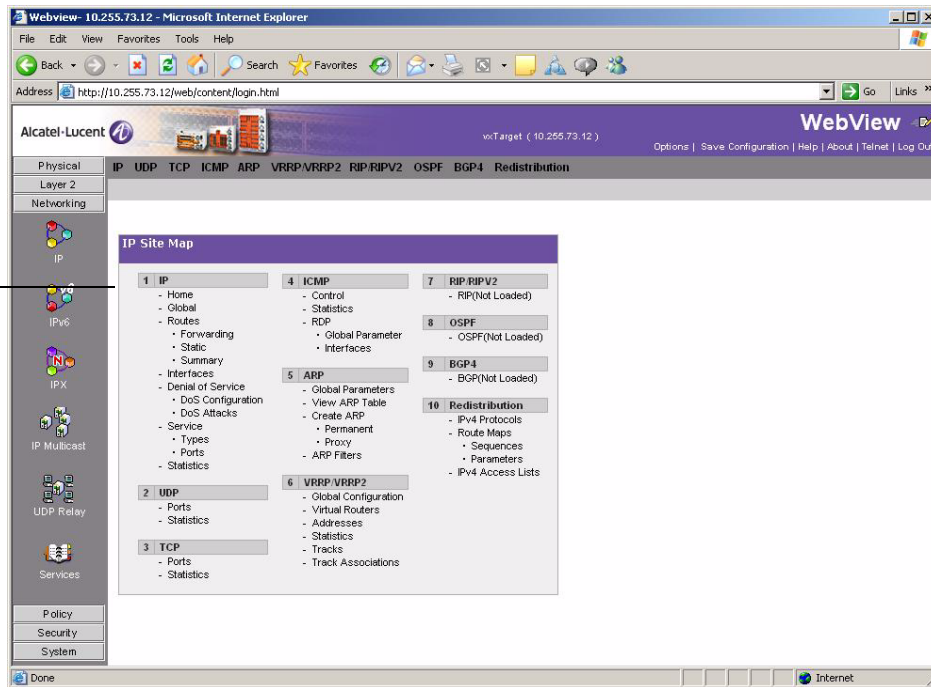 Webview- 10.255.73.12 - Microsoft Internet Explorer
File Edit View Favorites Tools Help
Back Search Favorites
Address http://10.255.73.12/web/content/login.html Go Links »
Alcatel-Lucent
vxTarget ( 10.255.73.12 )
WebView
Options | Save Configuration | Help | About | Telnet | Log Ou
Physical
Layer 2
Networking
IP
IPv6
IPX
IP Multicast
UDP Relay
Services
Policy
Security
System
IP UDP TCP ICMP ARP VRRP/VRRP2 RIP/RIPV2 OSPF BGP4 Redistribution
IP Site Map
1 IP
- Home
- Global
- Routes
• Forwarding
• Static
• Summary
- Interfaces
- Denial of Service
• DoS Configuration
• DoS Attacks
- Service
• Types
• Ports
- Statistics
2 UDP
- Ports
- Statistics
3 TCP
- Ports
- Statistics
4 ICMP
- Control
- Statistics
- RDP
• Global Parameter
• Interfaces
5 ARP
- Global Parameters
- View ARP Table
- Create ARP
• Permanent
• Proxy
- ARP Filters
6 VRRP/VRRP2
- Global Configuration
- Virtual Routers
- Addresses
- Statistics
- Tracks
- Track Associations
7 RIP/RIPV2
- RIP(Not Loaded)
8 OSPF
- OSPF(Not Loaded)
9 BGP4
- BGP(Not Loaded)
10 Redistribution
- IPv4 Protocols
- Route Maps
• Sequences
• Parameters
- IPv4 Access Lists
Done Internet